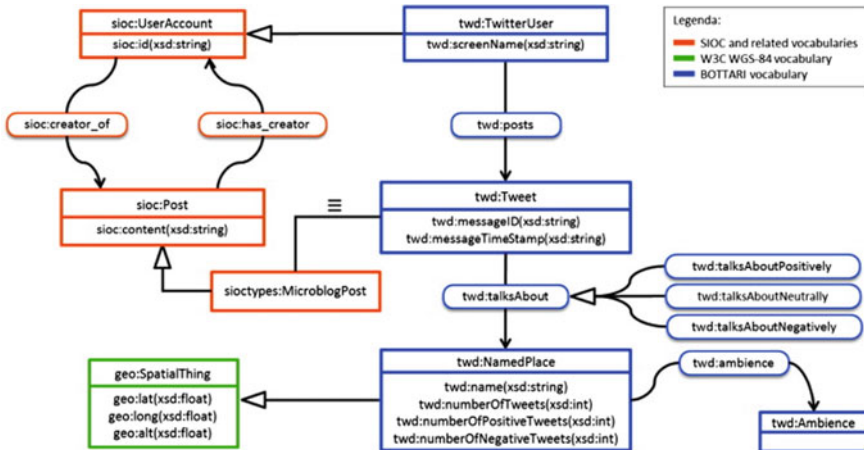 sioc:UserAccount
sioc:id(xsd:string)
twd:TwitterUser
twd:screenName(xsd:string)
Legenda:
SIOC and related vocabularies
W3C WGS-84 vocabulary
BOTTARI vocabulary
sioc:creator_of
sioc:has_creator
twd:posts
sioc:Post
sioc:content(xsd:string)
≡
twd:Tweet
twd:messageID(xsd:string)
twd:messageTimeStamp(xsd:string)
sioctypes:MicroblogPost
twd:talksAbout
twd:talksAboutPositively
twd:talksAboutNeutrally
twd:talksAboutNegatively
geo:SpatialThing
geo:lat(xsd:float)
geo:long(xsd:float)
geo:alt(xsd:float)
twd:NamedPlace
twd:name(xsd:string)
twd:numberOfTweets(xsd:int)
twd:numberOfPositiveTweets(xsd:int)
twd:numberOfNegativeTweets(xsd:int)
twd:ambience
twd:Ambience